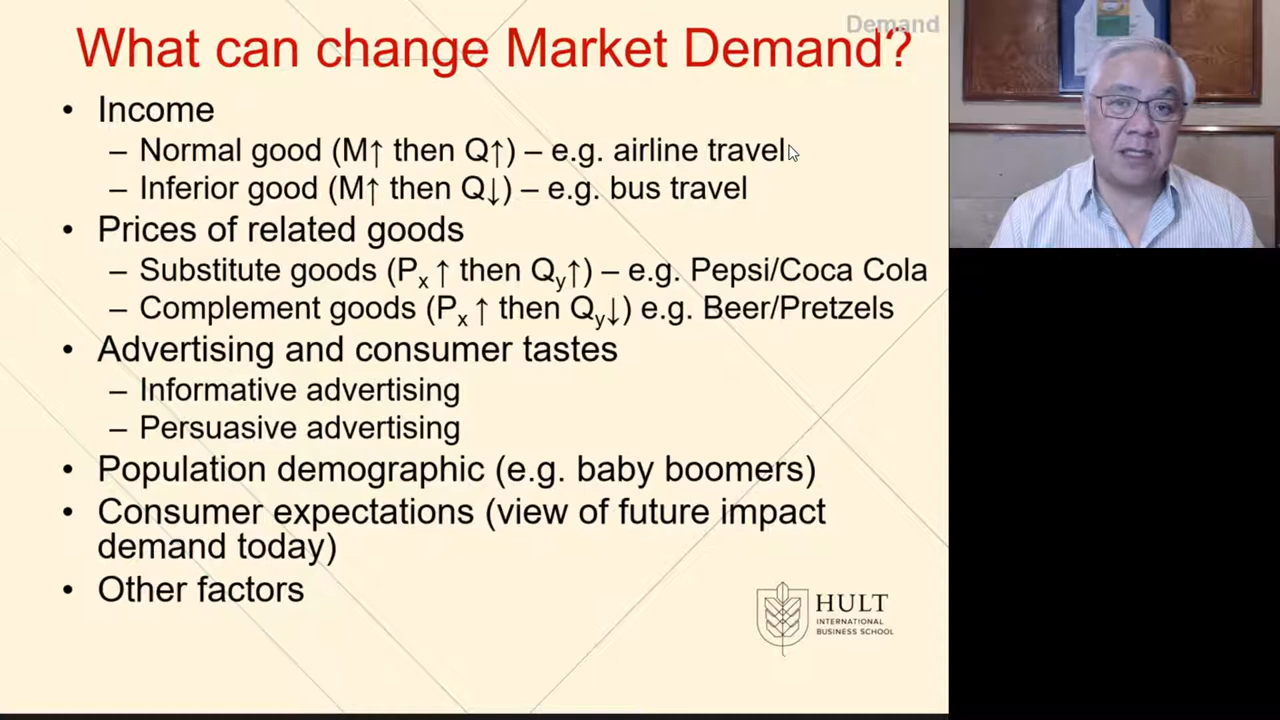 Demand
What can change Market Demand?
• Income
– Normal good (M↑ then Q↑) – e.g. airline travel
– Inferior good (M↑ then Q↓) – e.g. bus travel
• Prices of related goods
– Substitute goods (Px ↑ then Qy↑) – e.g. Pepsi/Coca Cola
– Complement goods (Px ↑ then Qy↓) e.g. Beer/Pretzels
• Advertising and consumer tastes
– Informative advertising
– Persuasive advertising
• Population demographic (e.g. baby boomers)
• Consumer expectations (view of future impact
demand today)
• Other factors
HULT
INTERNATIONAL
BUSINESS SCHOOL